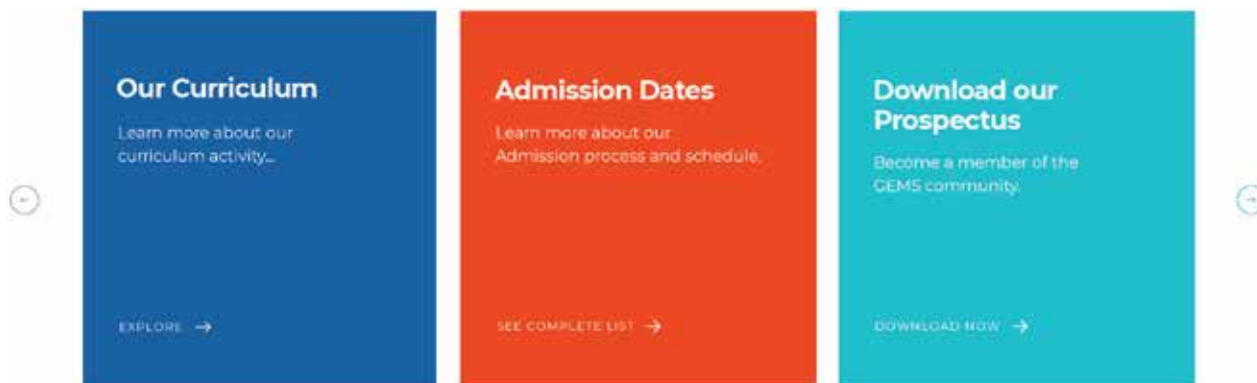 Our Curriculum
Learn more about our
curriculum activity...
EXPLORE →
Admission Dates
Learn more about our
Admission process and schedule.
SEE COMPLETE LIST →
Download our
Prospectus
Become a member of the
GEMS community.
DOWNLOAD NOW →